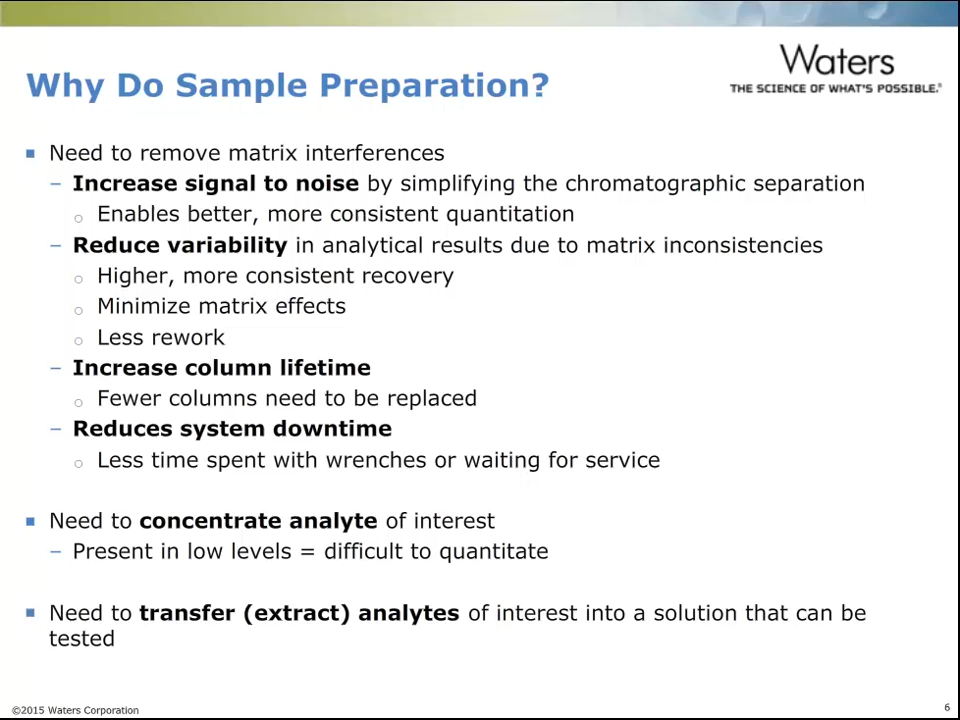 Waters
THE SCIENCE OF WHAT'S POSSIBLE.®
Why Do Sample Preparation?
■ Need to remove matrix interferences
– Increase signal to noise by simplifying the chromatographic separation
o Enables better, more consistent quantitation
– Reduce variability in analytical results due to matrix inconsistencies
o Higher, more consistent recovery
o Minimize matrix effects
o Less rework
– Increase column lifetime
o Fewer columns need to be replaced
– Reduces system downtime
o Less time spent with wrenches or waiting for service
■ Need to concentrate analyte of interest
– Present in low levels = difficult to quantitate
■ Need to transfer (extract) analytes of interest into a solution that can be
tested
©2015 Waters Corporation
6